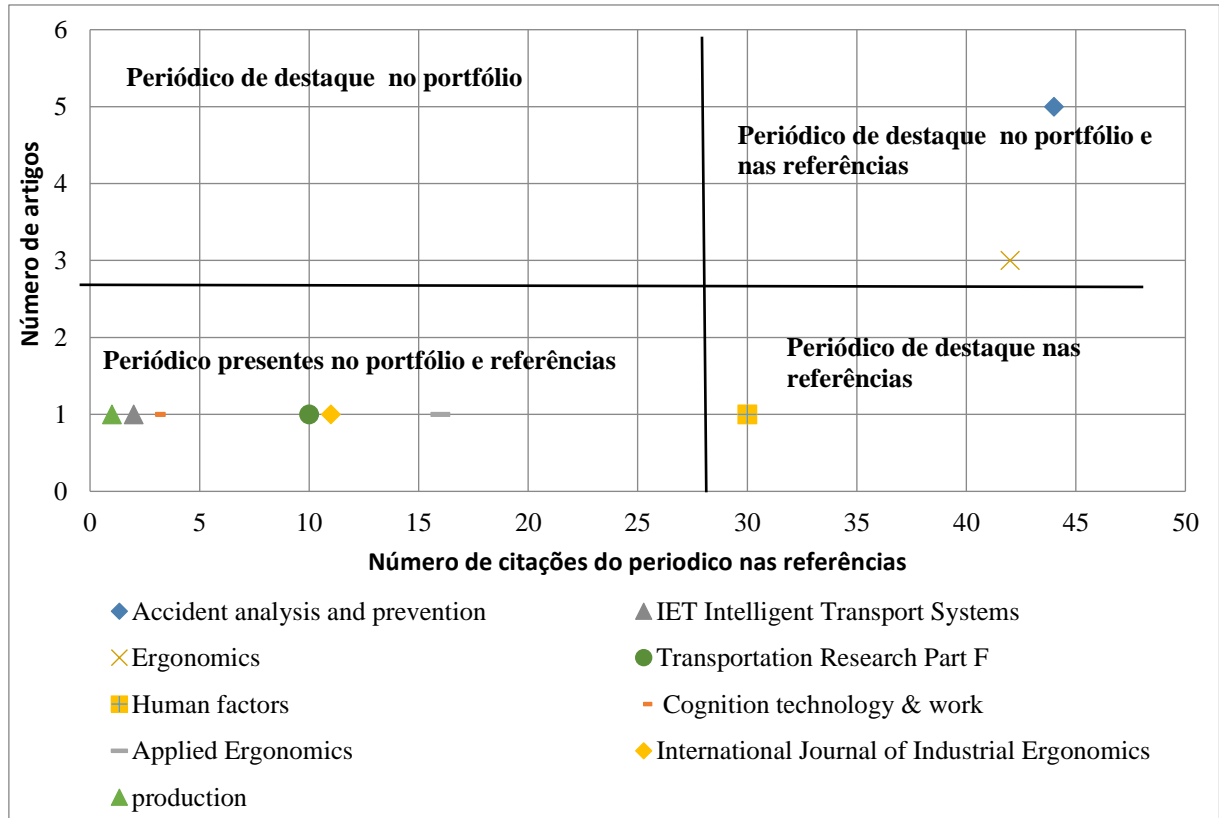 Número de artigos
6
5
4
3
2
1
0
Periódico de destaque no portfólio
Periódico de destaque no portfólio e
nas referências
Periódico presentes no portfólio e referências
Periódico de destaque nas
referências
0 5 10 15 20 25 30 35 40 45 50
Número de citações do periodico nas referências
Accident analysis and prevention
IET Intelligent Transport Systems
Ergonomics
Transportation Research Part F
Human factors
Cognition technology & work
Applied Ergonomics
International Journal of Industrial Ergonomics
production